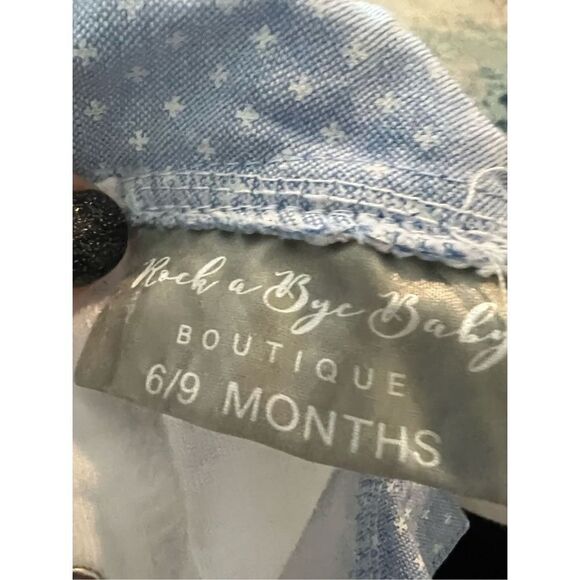 Rock a Bye Baby
BOUTIQUE
6/9 MONTHS